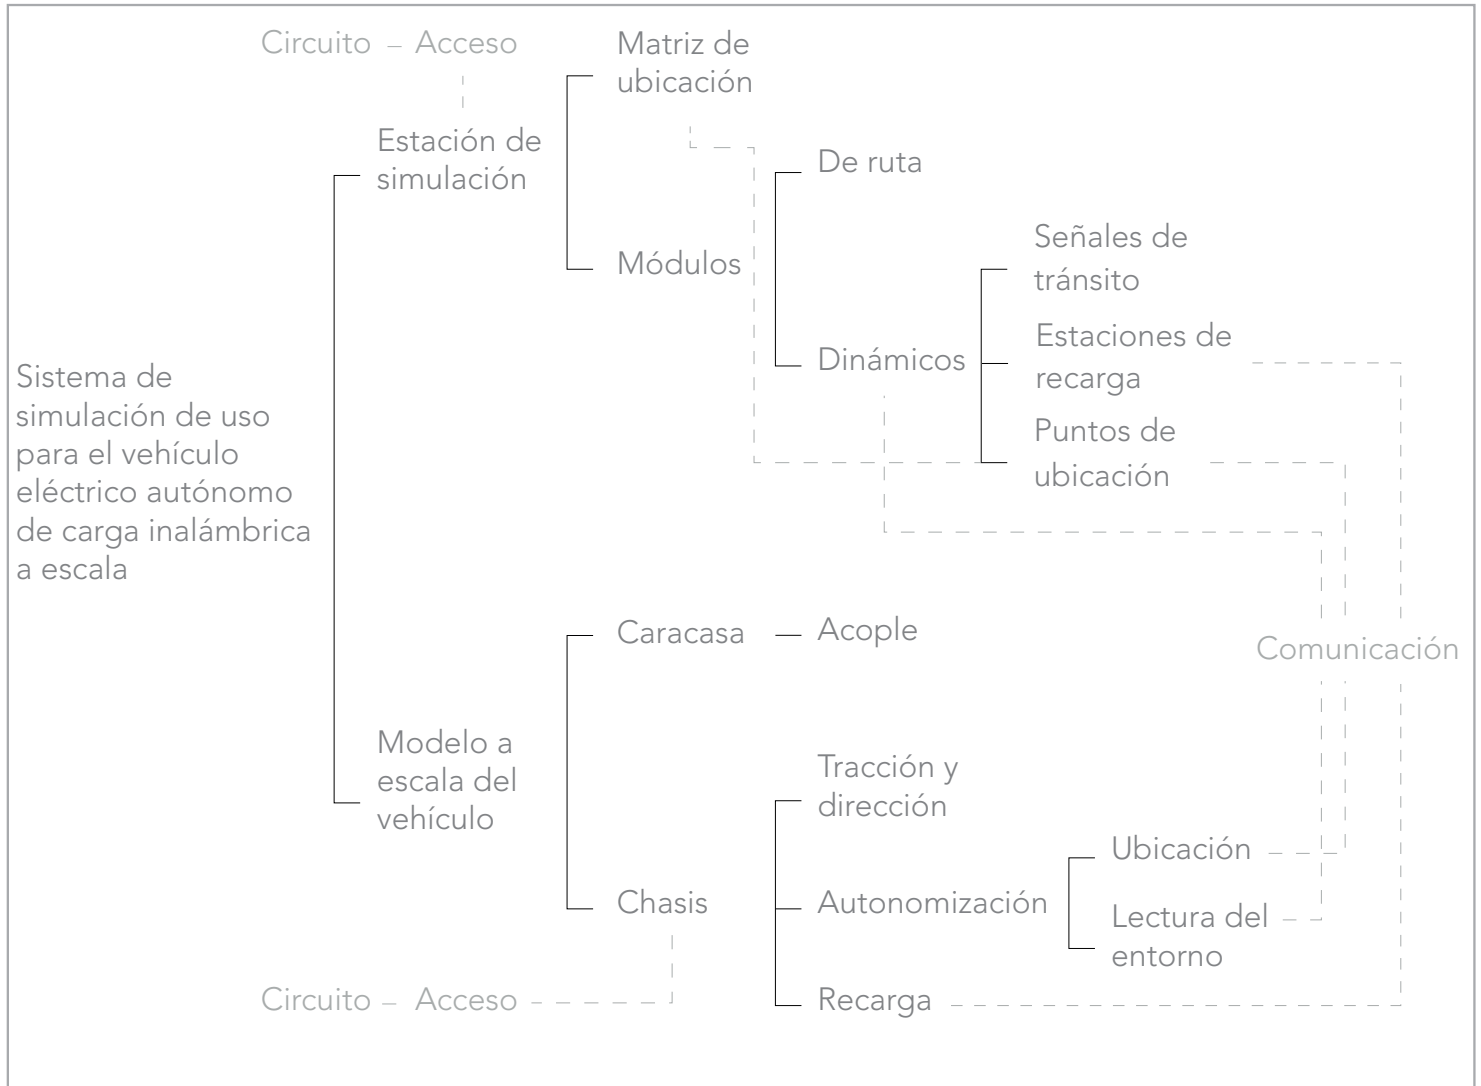 Circuito – Acceso
Matriz de
ubicación
Estación de
simulación
De ruta
Módulos
Señales de
tránsito
Estaciones de
recarga
Dinámicos
Puntos de
ubicación
Sistema de
simulación de uso
para el vehículo
eléctrico autónomo
de carga inalámbrica
a escala
Caracasa
Acople
Comunicación
Modelo a
escala del
vehículo
Tracción y
dirección
Chasis
Autonomización
Ubicación
Lectura del
entorno
Circuito – Acceso
Recarga